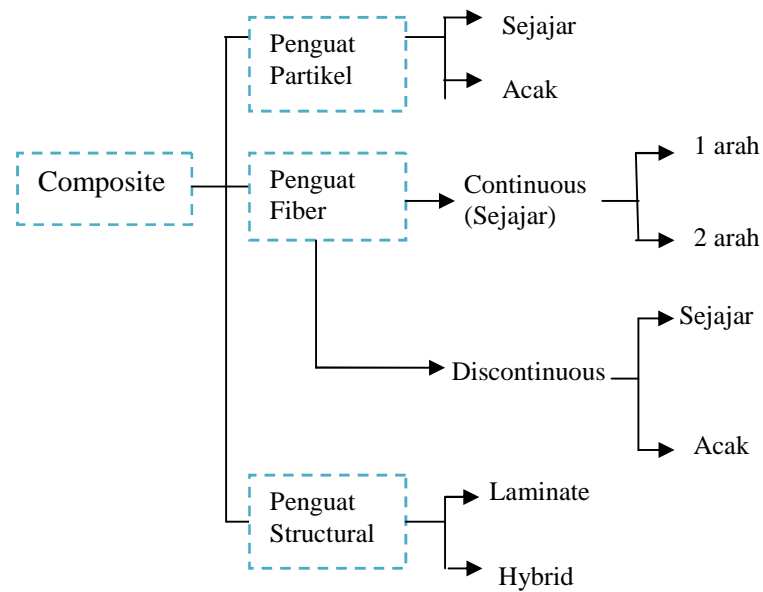 Penguat
Partikel
Sejajar
Acak
Composite
Penguat
Fiber
Continuous
(Sejajar)
1 arah
2 arah
Discontinuous
Sejajar
Acak
Penguat
Structural
Laminate
Hybrid